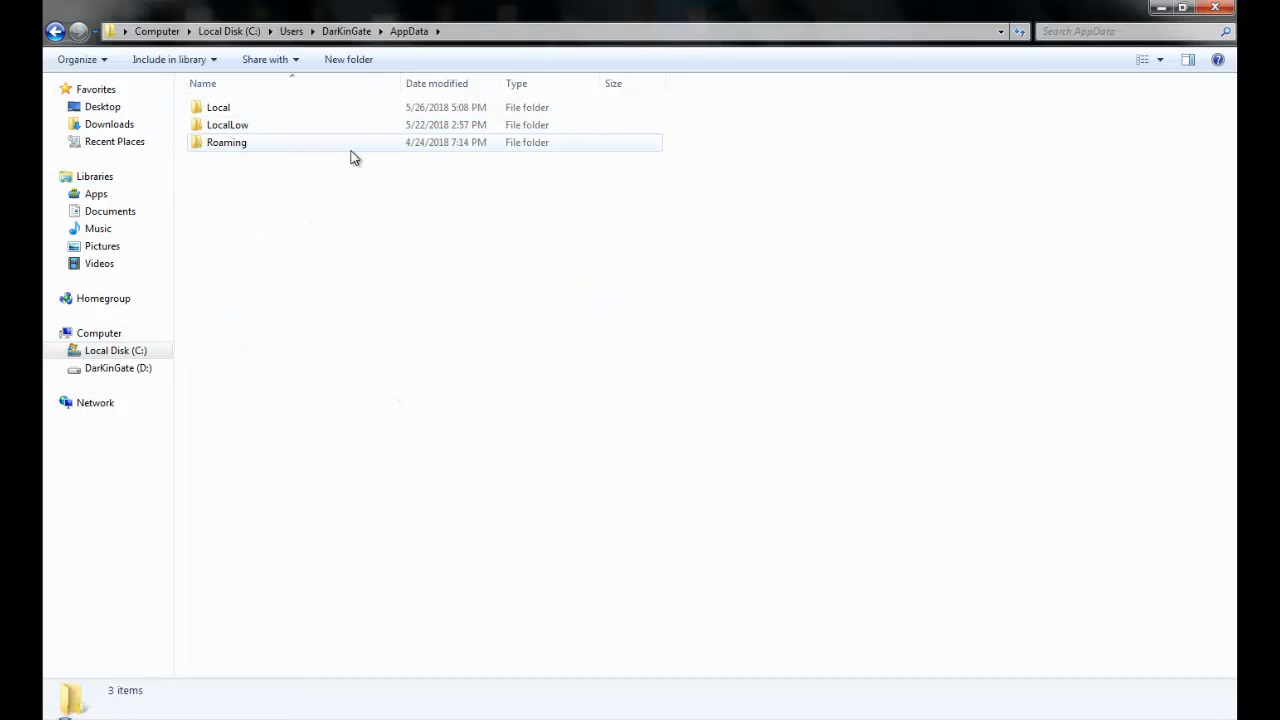 Computer Local Disk (C:) Users DarKinGate AppData Search AppData
Organize Include in library Share with New folder
Name Date modified Type Size
Favorites
Desktop
Downloads
Recent Places
Libraries
Apps
Documents
Music
Pictures
Videos
Homegroup
Computer
Local Disk (C:)
DarKinGate (D:)
Network
Local 5/26/2018 5:08 PM File folder
LocalLow 5/22/2018 2:57 PM File folder
Roaming 4/24/2018 7:14 PM File folder
3 items